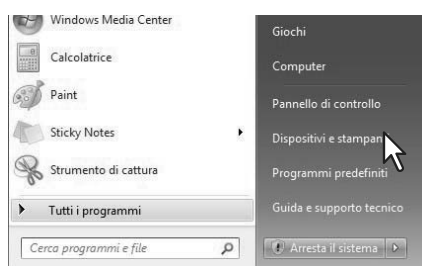 Windows Media Center
Calcolatrice
Paint
Sticky Notes
Strumento di cattura
Tutti i programmi
Cerca programmi e file
Giochi
Computer
Pannello di controllo
Dispositivi e stampan
Programmi predefiniti
Guida e supporto tecnico
Arresta il sistema